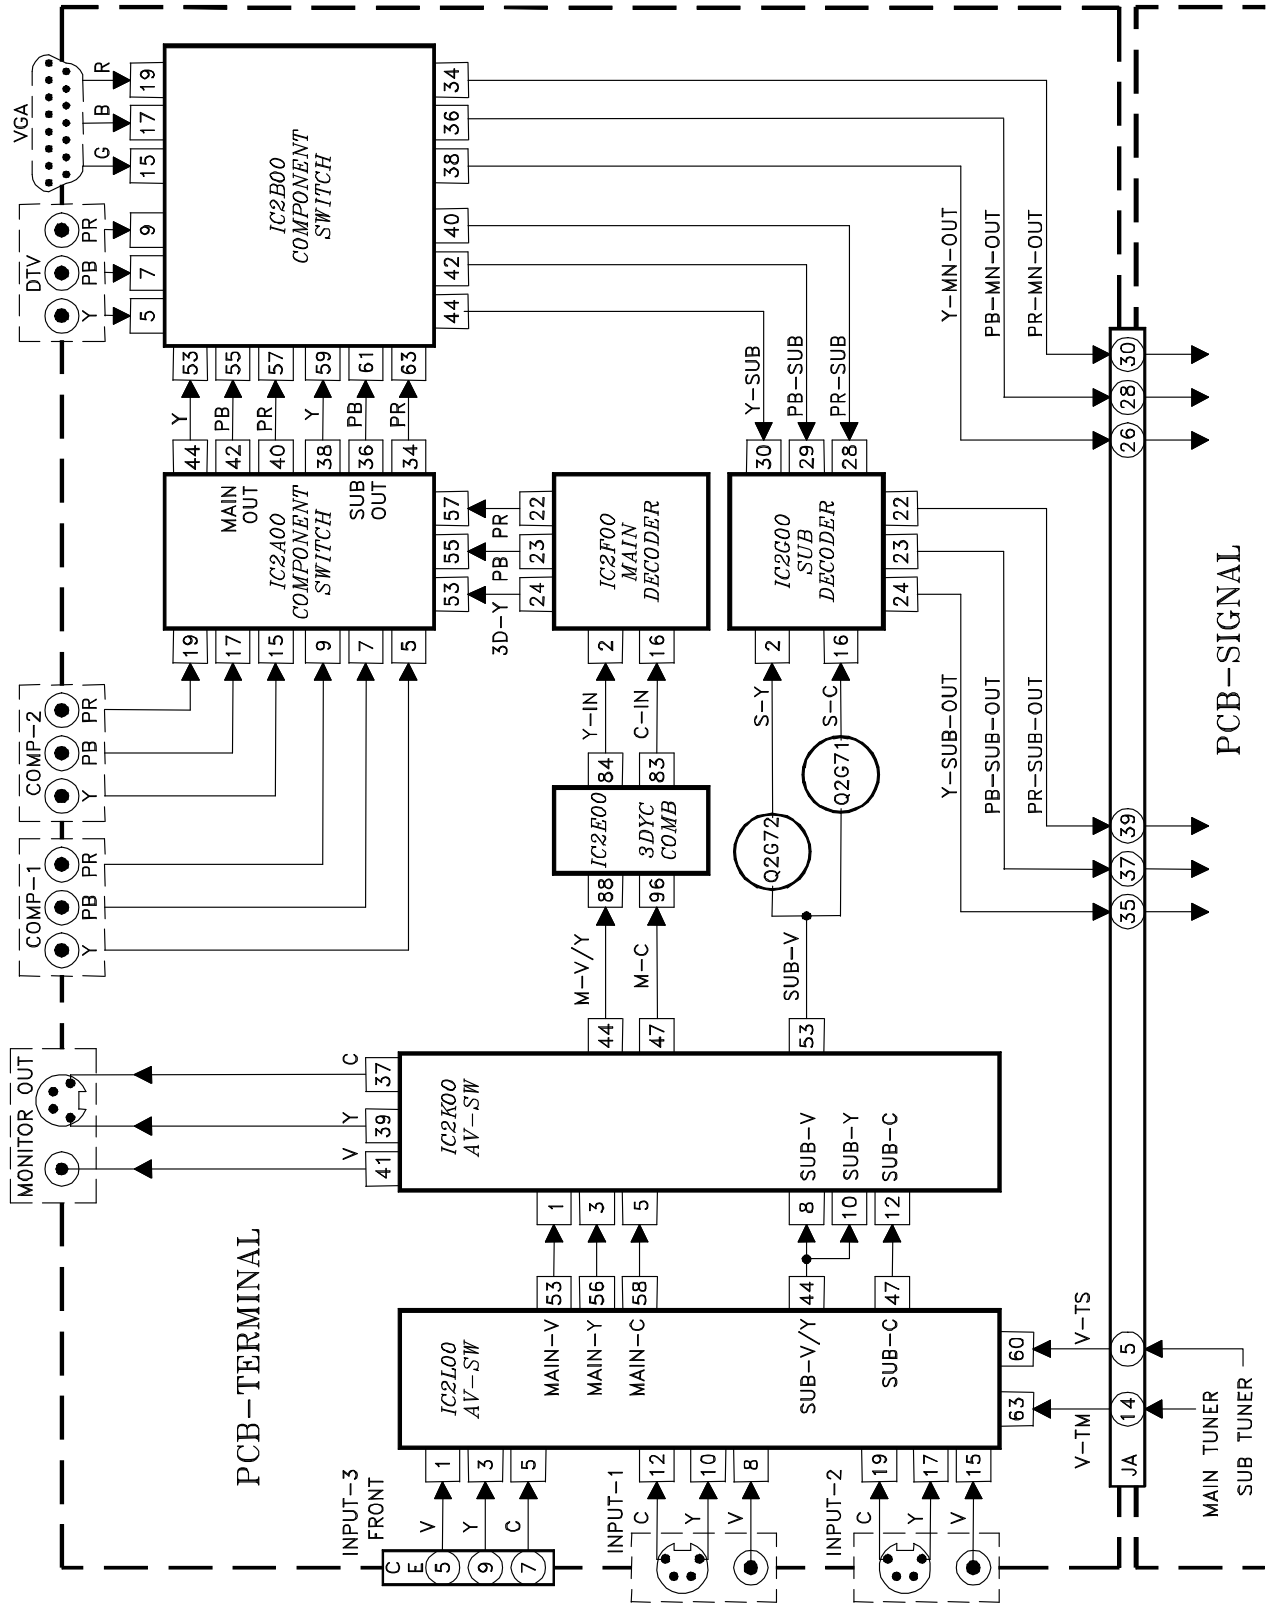 PCB-TERMINAL
PCB-SIGNAL
INPUT-3
FRONT
C
E
5
9
7
V
Y
C
1
3
5
INPUT-1
C
Y
V
12
10
8
INPUT-2
C
Y
V
19
17
15
IC2L00
AV-SW
MAIN-V
MAIN-Y
MAIN-C
SUB-V/Y
SUB-C
53
56
58
44
47
63
60
V-TM
V-TS
JA
14
5
MAIN TUNER
SUB TUNER
1
3
5
8
10
12
IC2K00
AV-SW
SUB-V
SUB-Y
SUB-C
41
39
37
V
Y
C
MONITOR OUT
44
47
53
M-V/Y
M-C
SUB-V
88
96
IC2E00
3DYC
COMB
84
83
Y-IN
C-IN
2
16
IC2F00
MAIN
DECODER
24
23
22
3D-Y
PB
PR
53
55
57
Q2G72
Q2G71
S-Y
S-C
2
16
IC2G00
SUB
DECODER
24
23
22
30
29
28
Y-SUB
PB-SUB
PR-SUB
COMP-1
Y
PB
PR
COMP-2
Y
PB
PR
19
17
15
9
7
5
IC2A00
COMPONENT
SWITCH
MAIN
OUT
SUB
OUT
44
42
40
38
36
34
Y
PB
PR
Y
PB
PR
53
55
57
59
61
63
DTV
Y
PB
PR
5
7
9
VGA
G
B
R
15
17
19
IC2B00
COMPONENT
SWITCH
44
42
40
38
36
34
Y-SUB-OUT
PB-SUB-OUT
PR-SUB-OUT
35
37
39
Y-MN-OUT
PB-MN-OUT
PR-MN-OUT
26
28
30